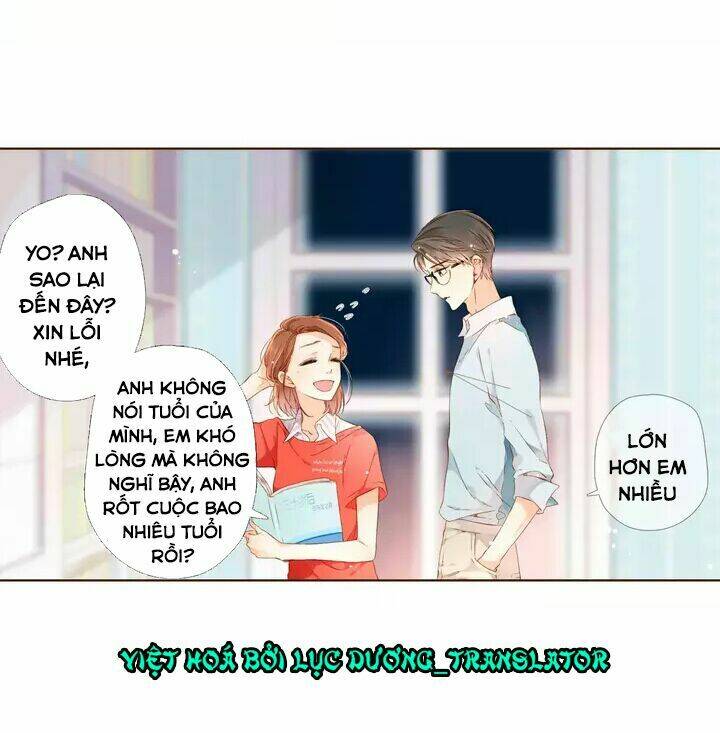 YO? ANH
SAO LẠI
ĐẾN ĐÂY?
XIN LỖI
NHÉ,
ANH KHÔNG
NÓI TUỔI CỦA
MÌNH, EM KHÓ
LÒNG MÀ KHÔNG
NGHĨ BẬY, ANH
RỐT CUỘC BAO
NHIÊU TUỔI
RỒI?
LỚN
HƠN EM
NHIỀU
VIỆT HOÁ BỞI LỤC DƯƠNG_TRANSLATOR